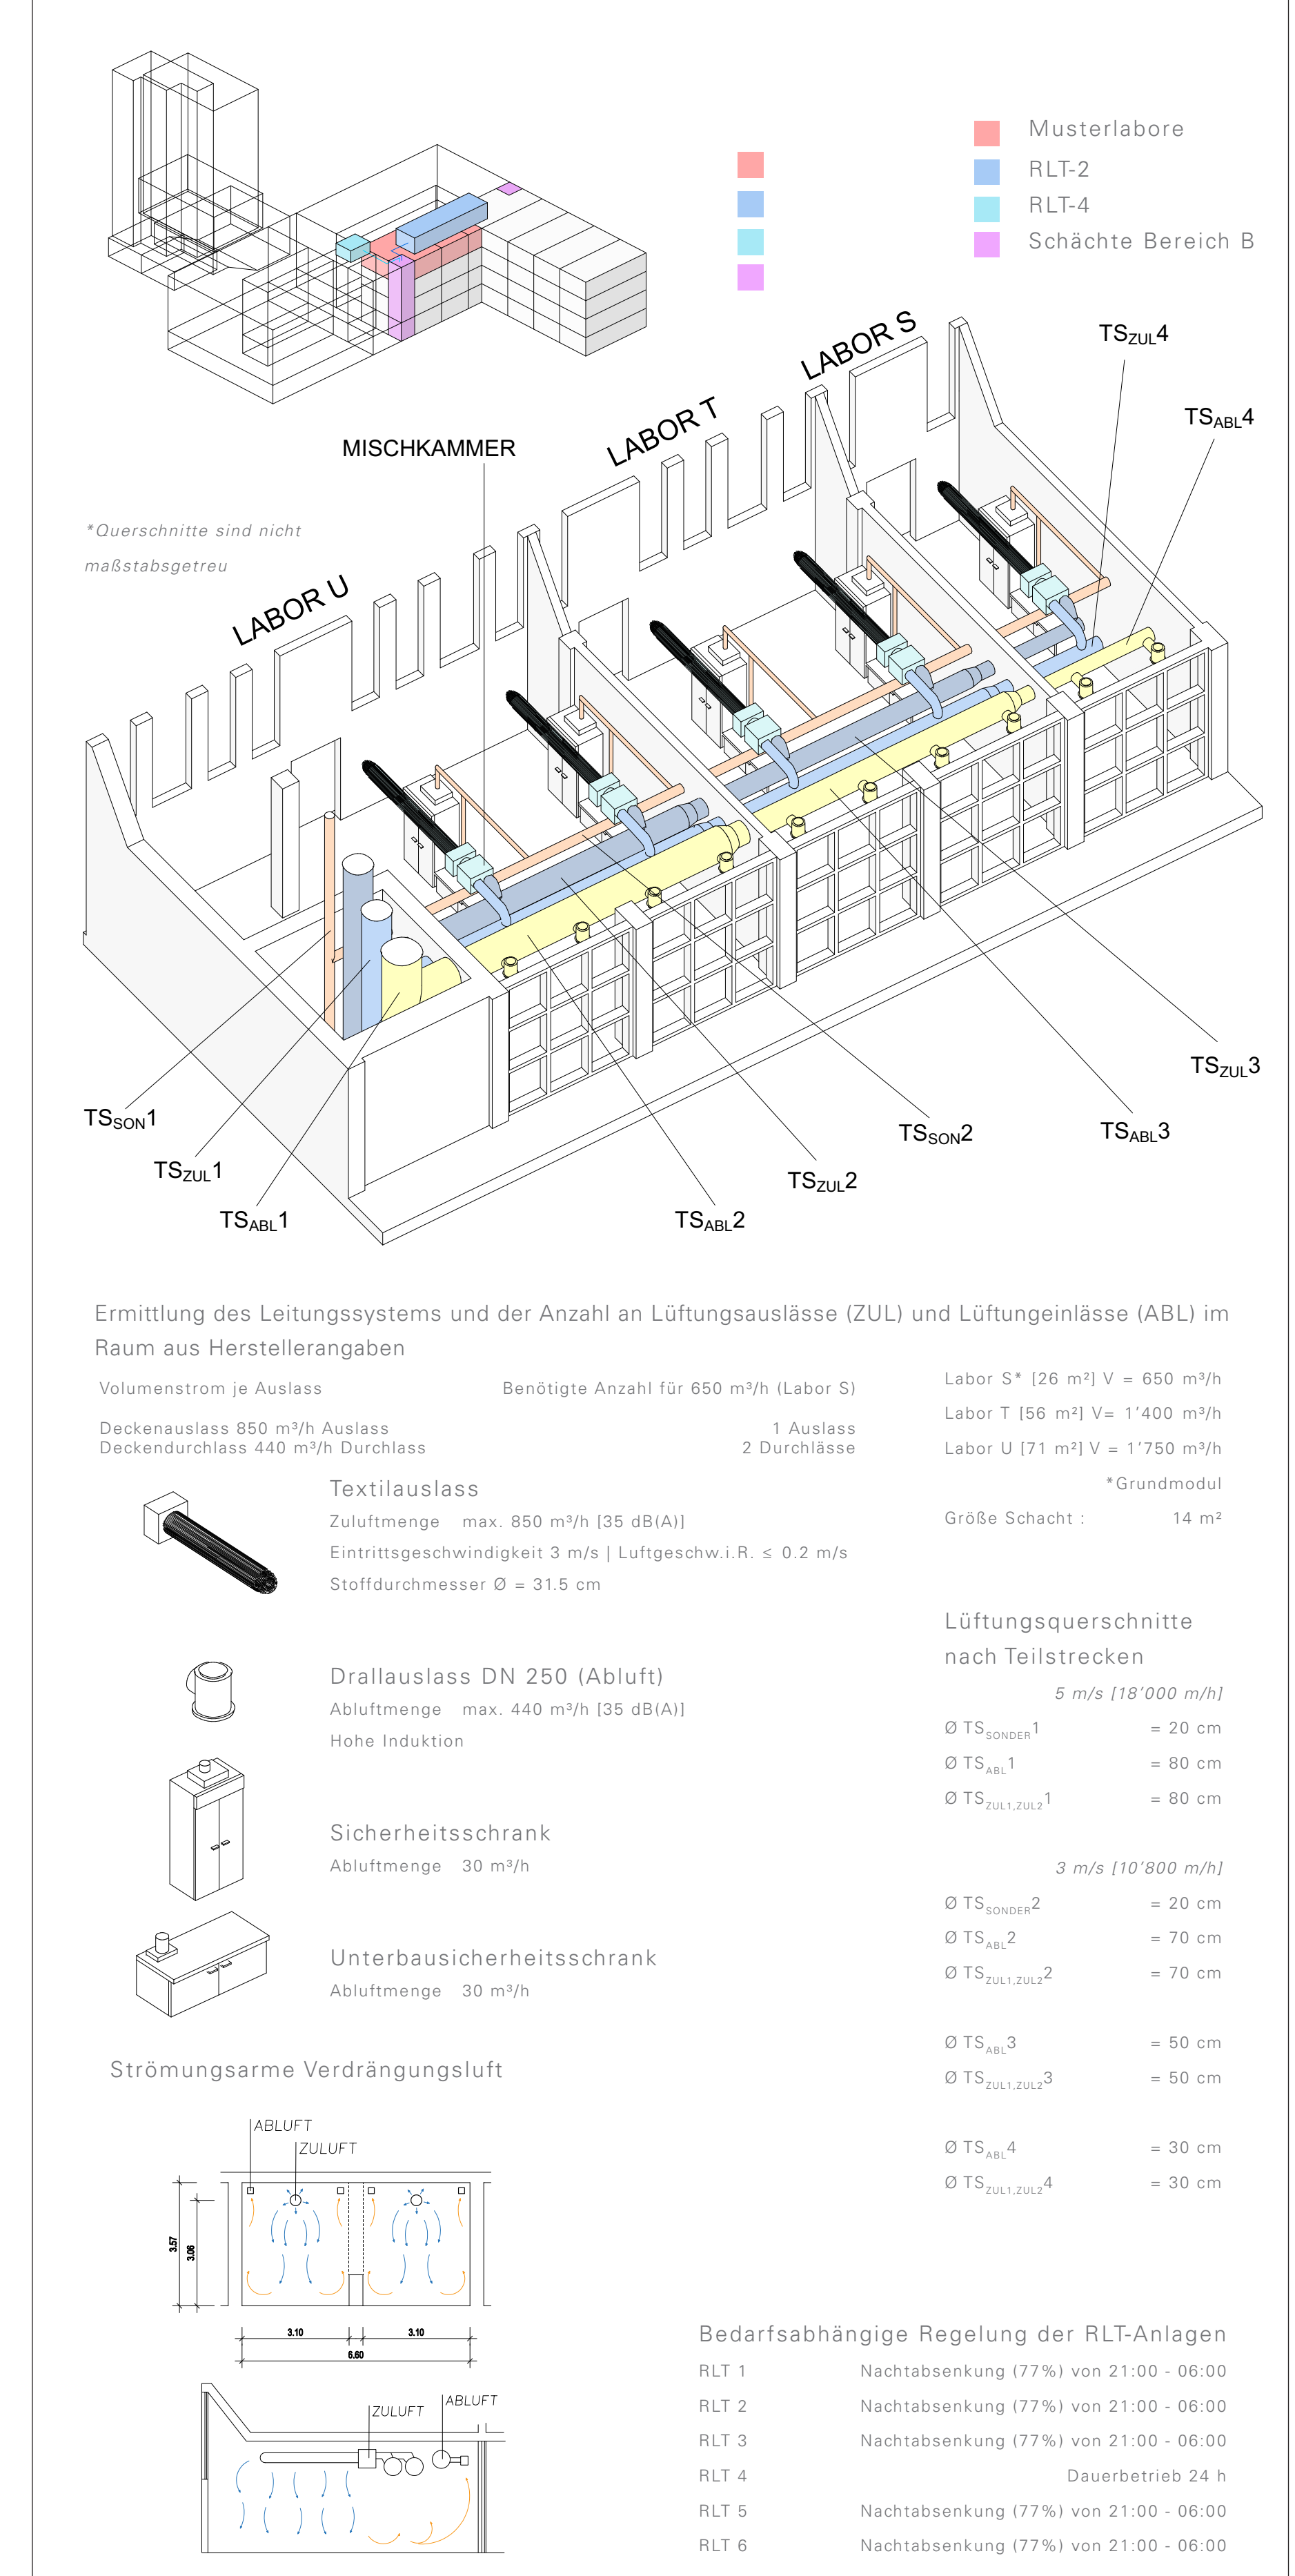 Musterlabore
RLT-2
RLT-4
Schächte Bereich B
LABOR S
TSZUL4
TSABL4
LABOR T
MISCHKAMMER
*Querschnitte sind nicht
maßstabsgetreu
LABOR U
TSZUL3
TSSON1
TSSON2
TSABL3
TSZUL1
TSZUL2
TSABL1
TSABL2
Ermittlung des Leitungssystems und der Anzahl an Lüftungsauslässe (ZUL) und Lüftungeinlässe (ABL) im
Raum aus Herstellerangaben
Volumenstrom je Auslass Benötigte Anzahl für 650 m³/h (Labor S)
Deckenauslass 850 m³/h Auslass 1 Auslass
Deckendurchlass 440 m³/h Durchlass 2 Durchlässe
Labor S* [26 m²] V = 650 m³/h
Labor T [56 m²] V= 1’400 m³/h
Labor U [71 m²] V = 1’750 m³/h
*Grundmodul
Größe Schacht : 14 m²
Textilauslass
Zuluftmenge max. 850 m³/h [35 dB(A)]
Eintrittsgeschwindigkeit 3 m/s | Luftgeschw.i.R. ≤ 0.2 m/s
Stoffdurchmesser Ø = 31.5 cm
Drallauslass DN 250 (Abluft)
Abluftmenge max. 440 m³/h [35 dB(A)]
Hohe Induktion
Sicherheitsschrank
Abluftmenge 30 m³/h
Unterbausicherheitsschrank
Abluftmenge 30 m³/h
Lüftungsquerschnitte
nach Teilstrecken
5 m/s [18’000 m/h]
Ø TSSONDER1 = 20 cm
Ø TSABL1 = 80 cm
Ø TSZUL1,ZUL21 = 80 cm
3 m/s [10’800 m/h]
Ø TSSONDER2 = 20 cm
Ø TSABL2 = 70 cm
Ø TSZUL1,ZUL22 = 70 cm
Ø TSABL3 = 50 cm
Ø TSZUL1,ZUL23 = 50 cm
Ø TSABL4 = 30 cm
Ø TSZUL1,ZUL24 = 30 cm
Strömungsarme Verdrängungsluft
ABLUFT
ZULUFT
3.57
3.06
3.10 3.10
6.60
ABLUFT
ZULUFT
Bedarfsabhängige Regelung der RLT-Anlagen
RLT 1 Nachtabsenkung (77%) von 21:00 - 06:00
RLT 2 Nachtabsenkung (77%) von 21:00 - 06:00
RLT 3 Nachtabsenkung (77%) von 21:00 - 06:00
RLT 4 Dauerbetrieb 24 h
RLT 5 Nachtabsenkung (77%) von 21:00 - 06:00
RLT 6 Nachtabsenkung (77%) von 21:00 - 06:00